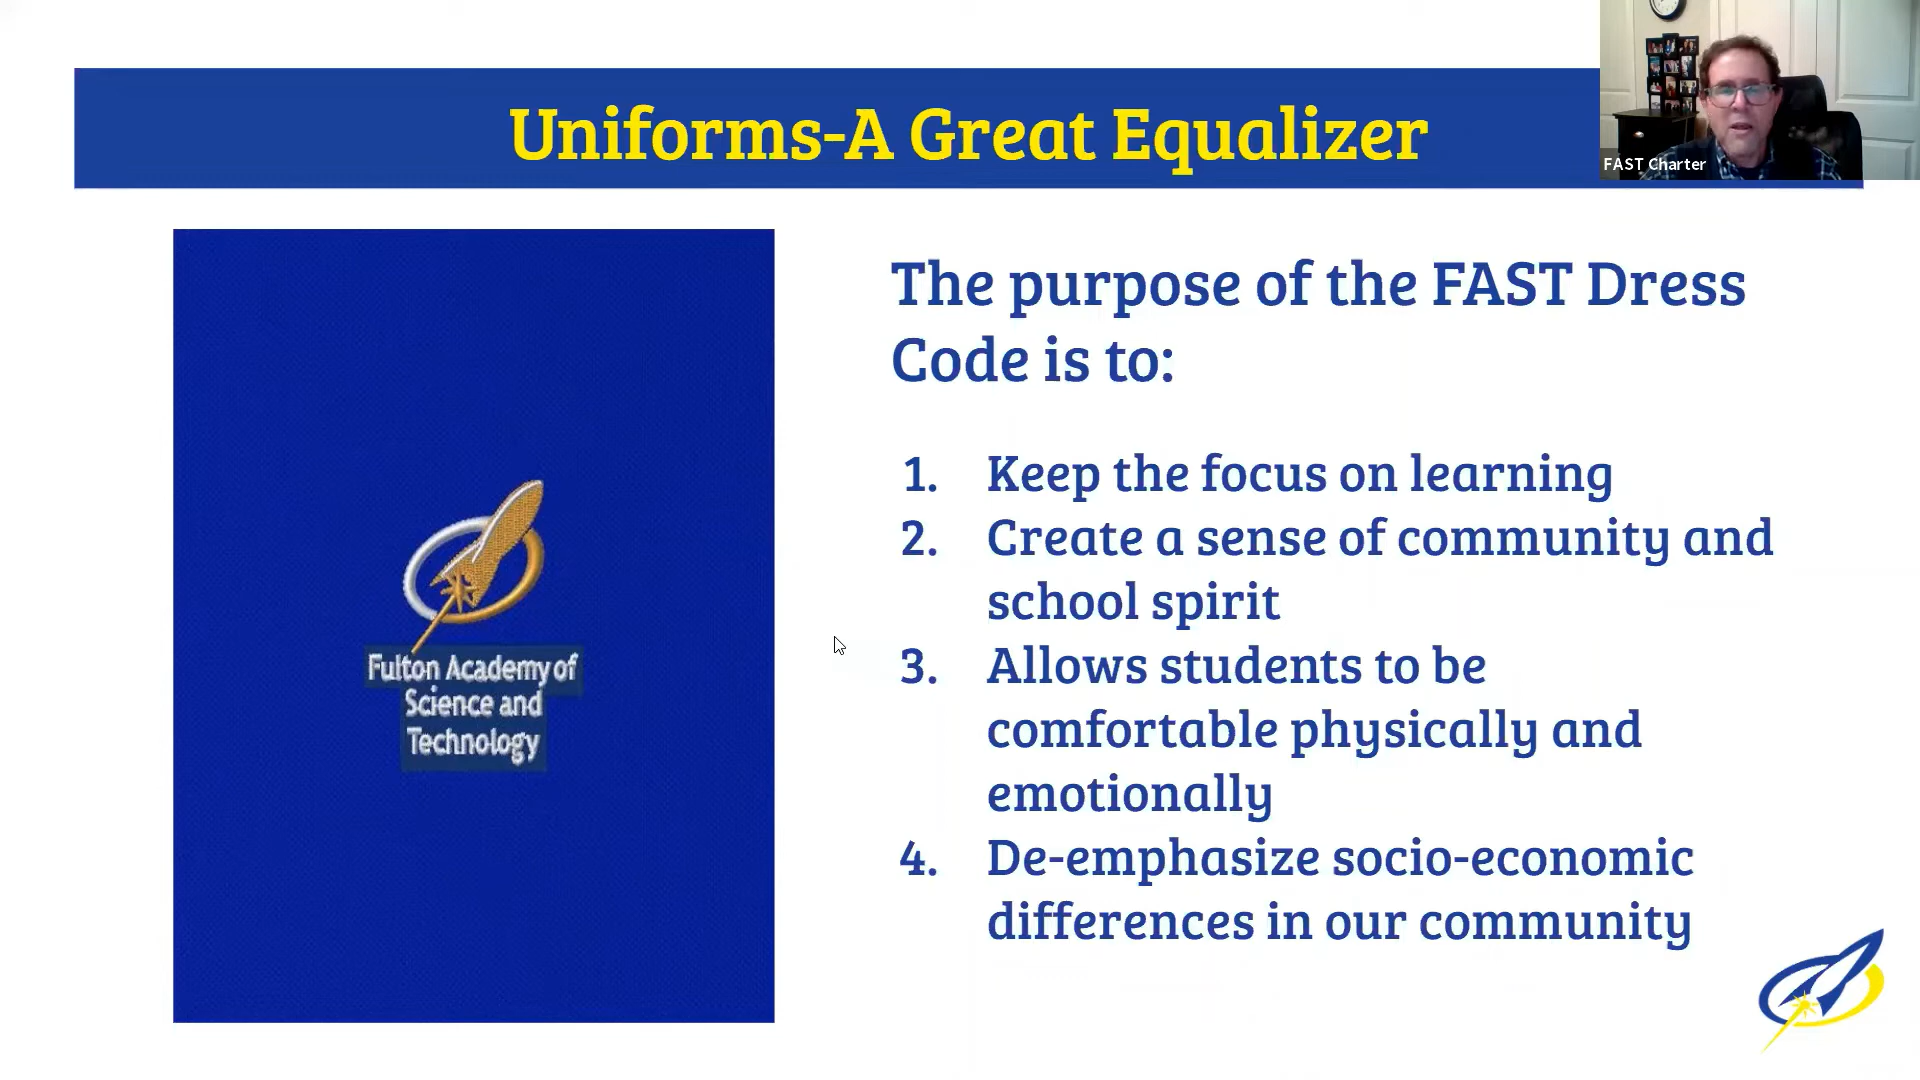 Uniforms-A Great Equalizer
FAST Charter
Fulton Academy of
Science and
Technology
The purpose of the FAST Dress
Code is to:
1. Keep the focus on learning
2. Create a sense of community and
school spirit
3. Allows students to be
comfortable physically and
emotionally
4. De-emphasize socio-economic
differences in our community